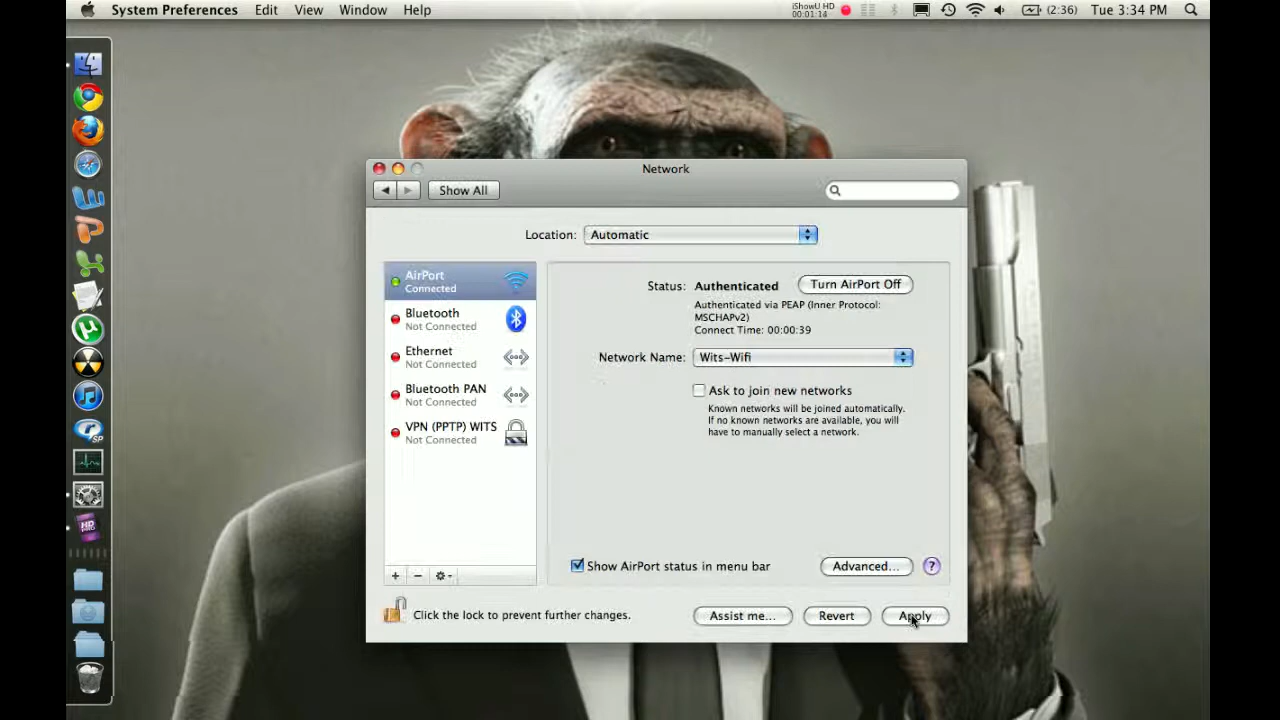 System Preferences Edit View Window Help
iShowU HD
00:01:14
(2:36) Tue 3:34 PM
Network
Show All
Location: Automatic
AirPort
Connected
Bluetooth
Not Connected
Ethernet
Not Connected
Bluetooth PAN
Not Connected
VPN (PPTP) WITS
Not Connected
Status: Authenticated Turn AirPort Off
Authenticated via PEAP (Inner Protocol:
MSCHAPv2)
Connect Time: 00:00:39
Network Name: Wits-Wifi
Ask to join new networks
Known networks will be joined automatically.
If no known networks are available, you will
have to manually select a network.
Show AirPort status in menu bar Advanced... ?
Click the lock to prevent further changes. Assist me... Revert Apply